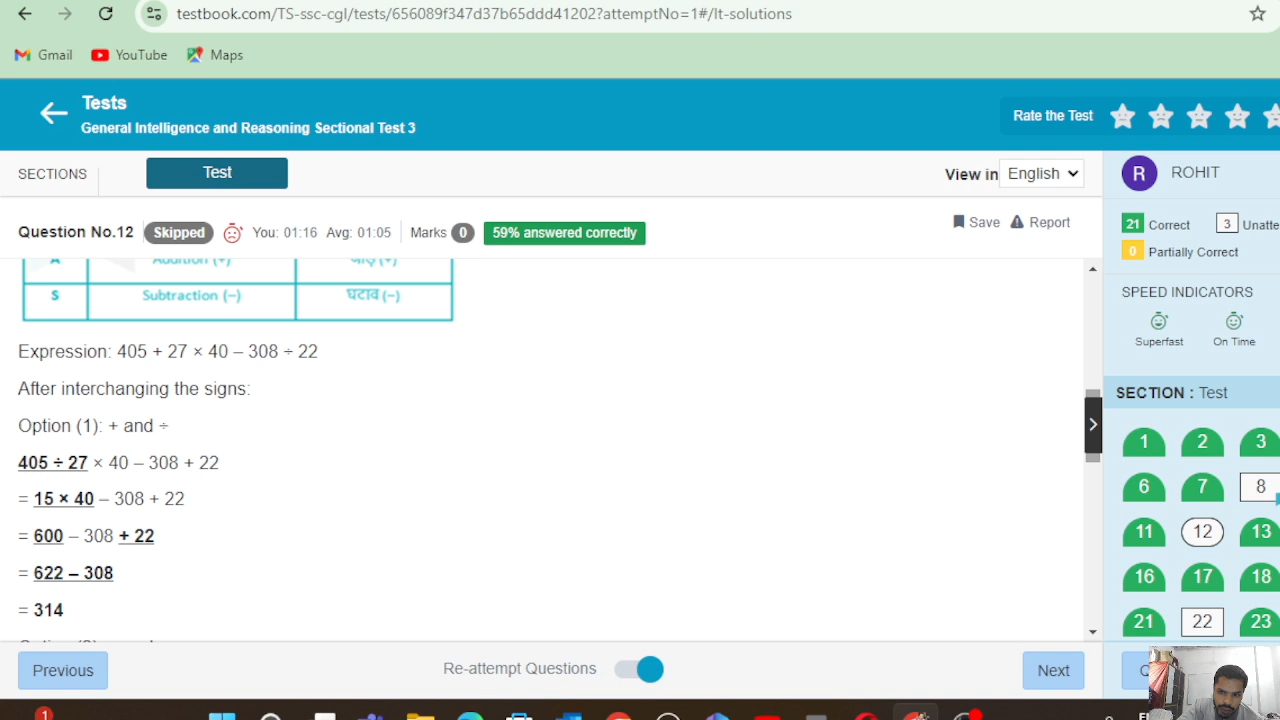 testbook.com/TS-ssc-cgl/tests/656089f347d37b65ddd41202?attemptNo=1#/lt-solutions
Gmail YouTube Maps
Tests
General Intelligence and Reasoning Sectional Test 3
Rate the Test
SECTIONS Test View in English
R ROHIT
Question No.12 Skipped You: 01:16 Avg: 01:05 Marks 0 59% answered correctly Save Report
21 Correct 3 Unatte
0 Partially Correct
A Addition (+) जोड़ (+)
S Subtraction (−) घटाव (−)
SPEED INDICATORS
Superfast On Time
Expression: 405 + 27 × 40 – 308 ÷ 22
After interchanging the signs:
Option (1): + and ÷
405 ÷ 27 × 40 – 308 + 22
= 15 × 40 – 308 + 22
= 600 – 308 + 22
= 622 – 308
= 314
SECTION : Test
1 2 3
6 7 8
11 12 13
16 17 18
21 22 23
Previous Re-attempt Questions Next
1